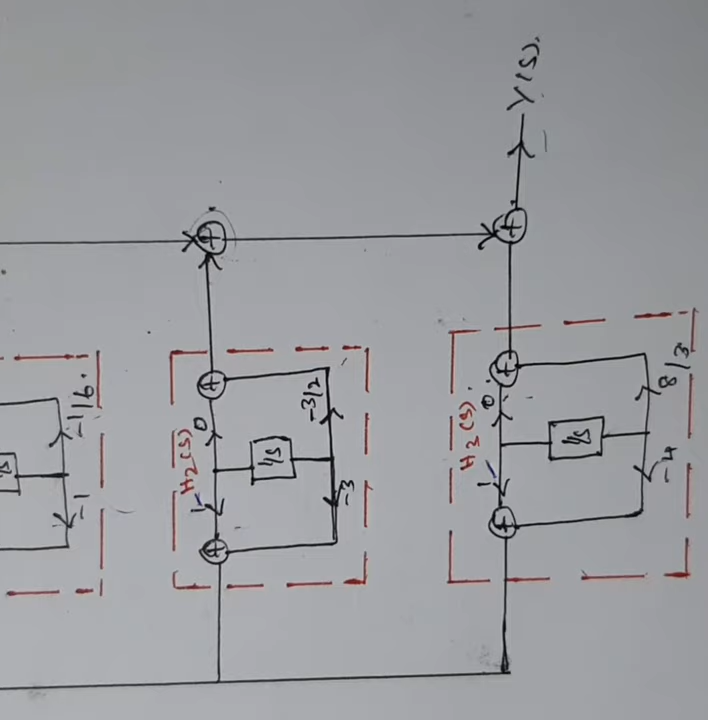 Y(s).
-1/6.
-1
H2(s)
0
1
1/s
-3/2
-3
H3(s).
0
1
1/s
8/3
-4